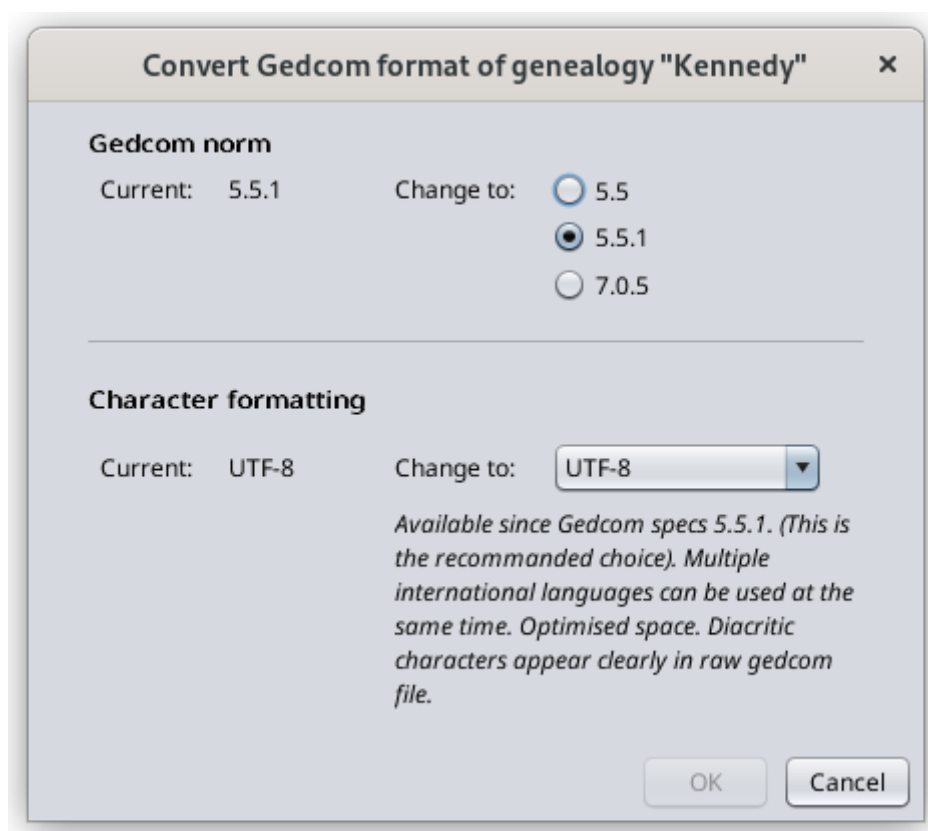 Convert Gedcom format of genealogy "Kennedy" ×
Gedcom norm
Current: 5.5.1 Change to: 5.5
5.5.1
7.0.5
Character formatting
Current: UTF-8 Change to: UTF-8
Available since Gedcom specs 5.5.1. (This is
the recommanded choice). Multiple
international languages can be used at the
same time. Optimised space. Diacritic
characters appear clearly in raw gedcom
file.
OK Cancel